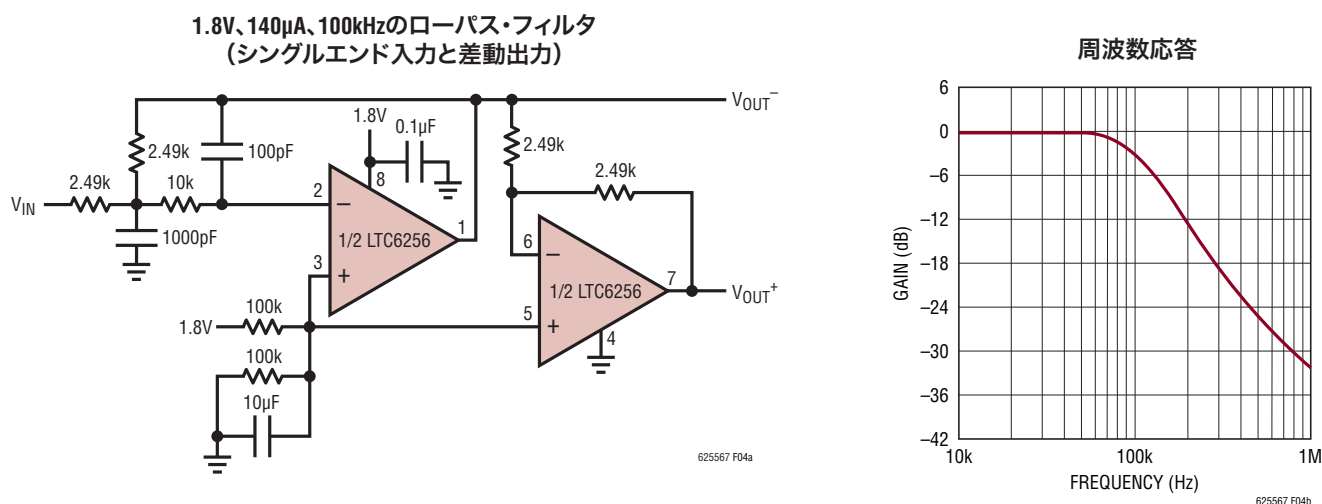 1.8V、140µA、100kHzのローパス・フィルタ
（シングルエンド入力と差動出力）
VOUT−
1.8V
0.1µF
2.49k
100pF
2.49k
2.49k
2.49k
10k
VIN
2
−
8
1
1/2 LTC6256
1000pF
3
+
6
−
7
1/2 LTC6256
VOUT+
100k
1.8V
5
+
4
100k
10µF
625567 F04a
周波数応答
6
0
−6
−12
−18
−24
−30
−36
−42
GAIN (dB)
10k
100k
1M
FREQUENCY (Hz)
625567 F04b